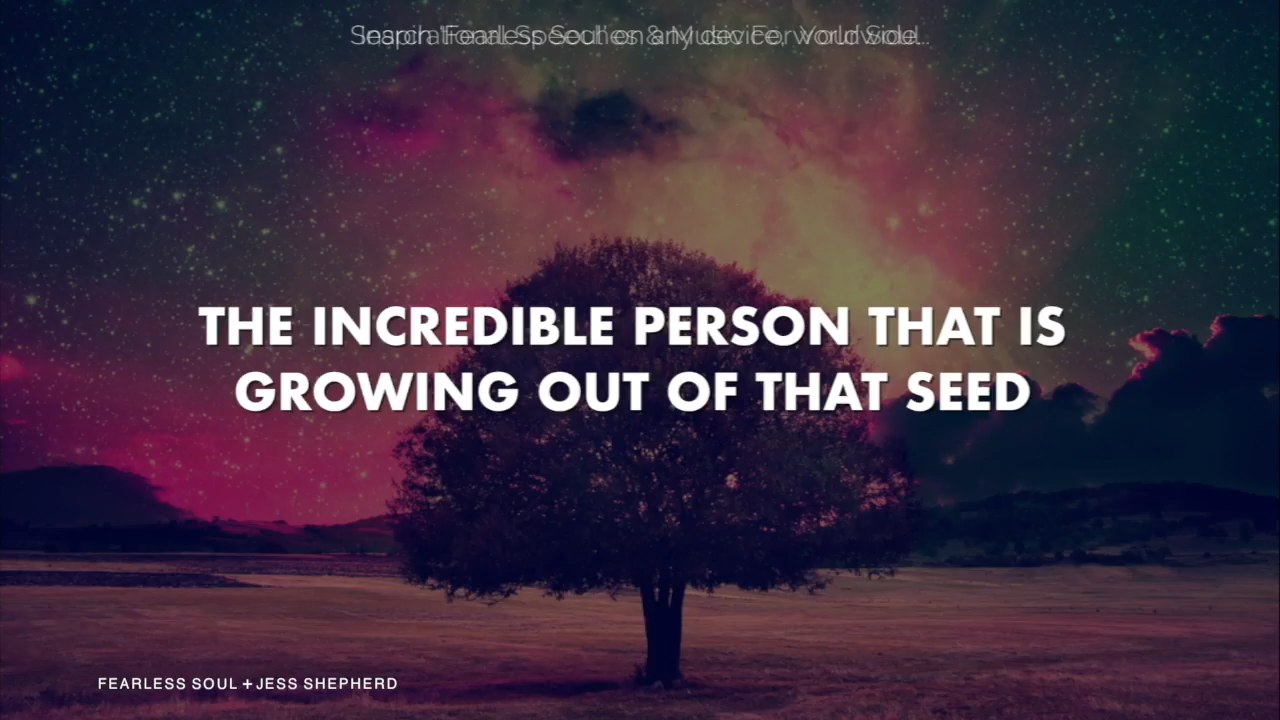 THE INCREDIBLE PERSON THAT IS
GROWING OUT OF THAT SEED
FEARLESS SOUL + JESS SHEPHERD